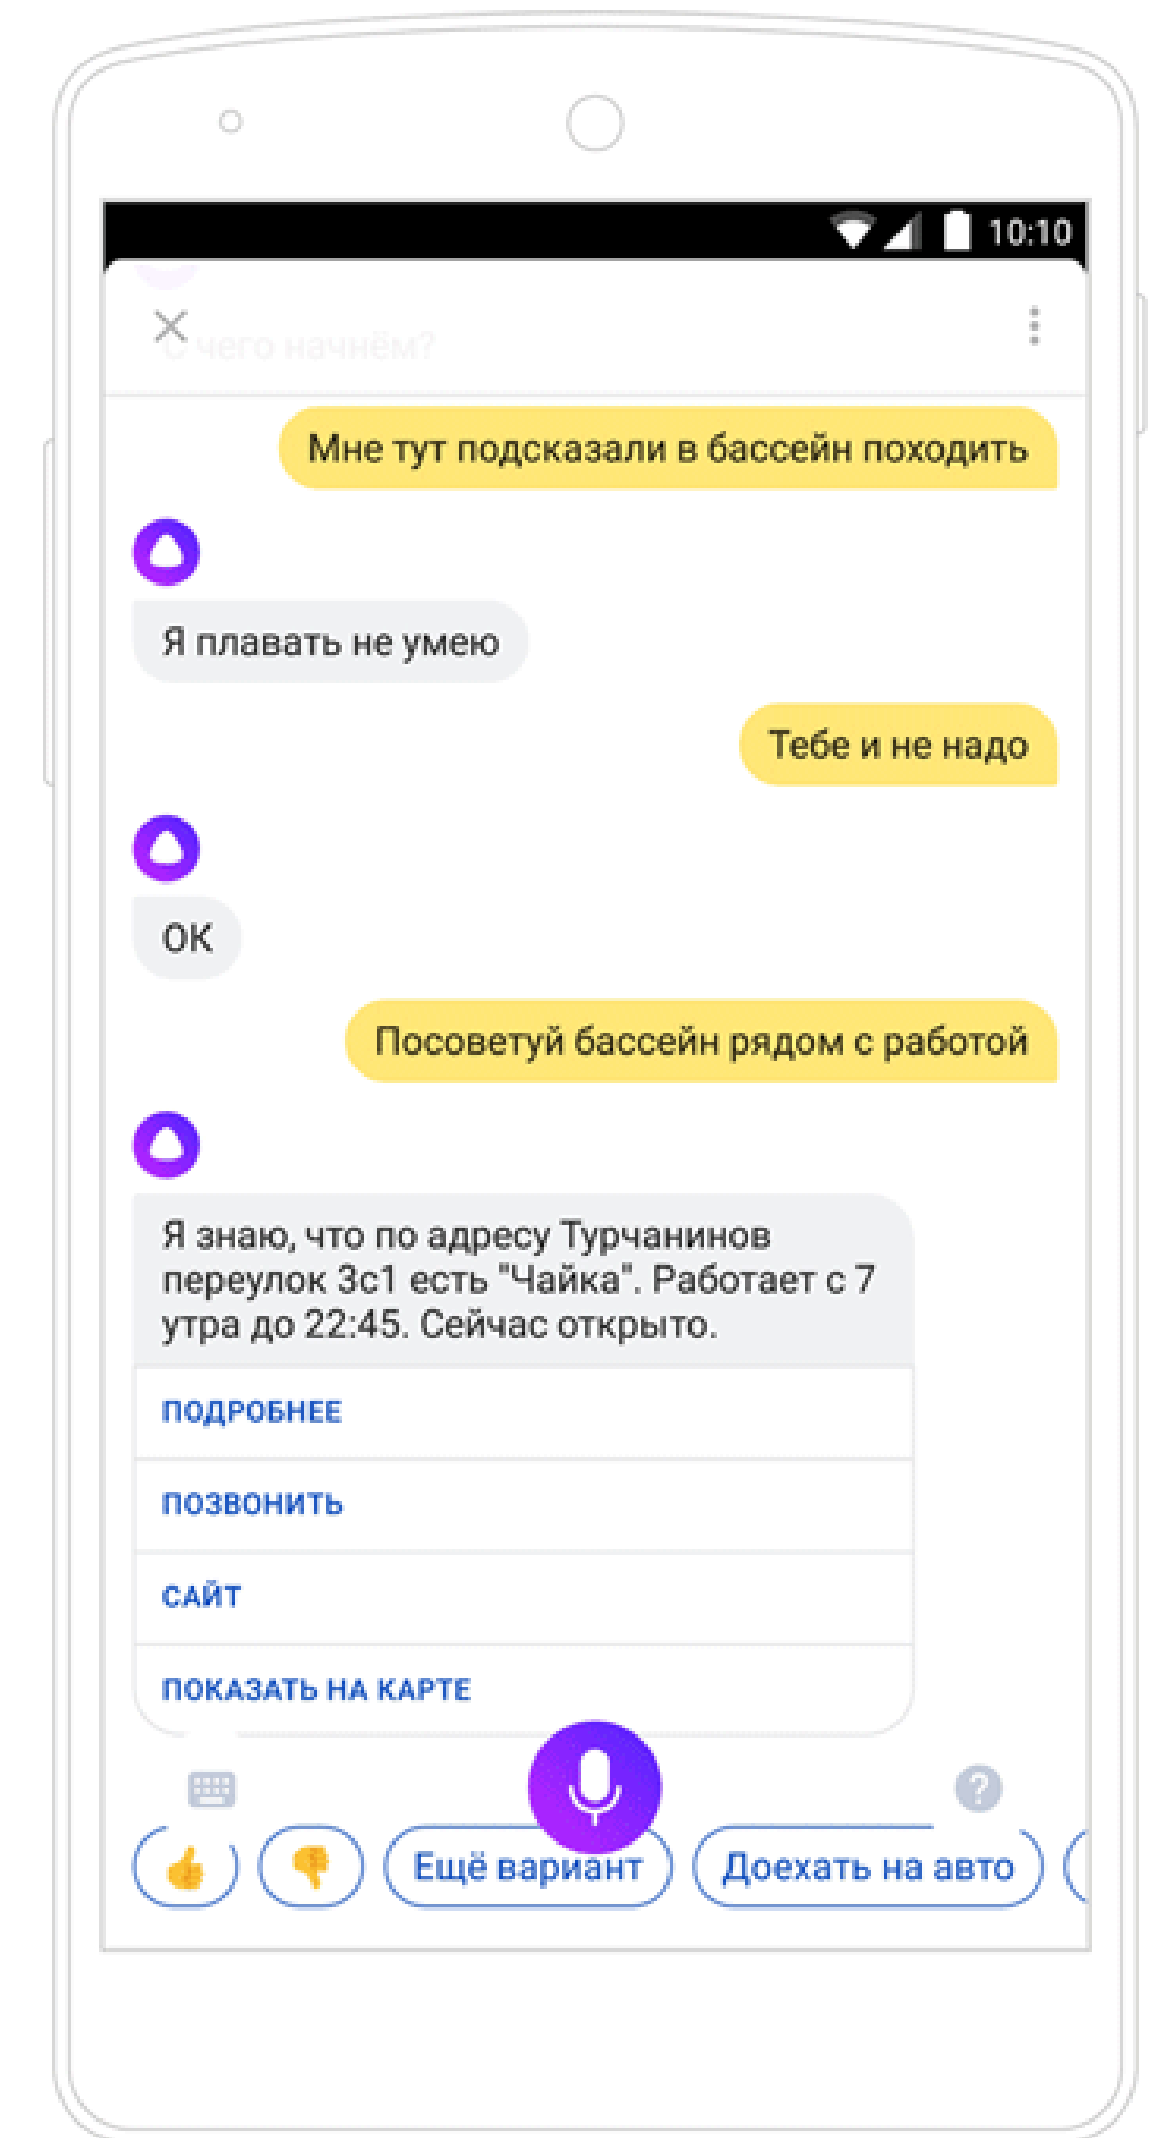 10:10
С чего начнём?
Мне тут подсказали в бассейн походить
Я плавать не умею
Тебе и не надо
ОК
Посоветуй бассейн рядом с работой
Я знаю, что по адресу Турчанинов
переулок 3с1 есть "Чайка". Работает с 7
утра до 22:45. Сейчас открыто.
ПОДРОБНЕЕ
ПОЗВОНИТЬ
САЙТ
ПОКАЗАТЬ НА КАРТЕ
?
Ещё вариант
Доехать на авто